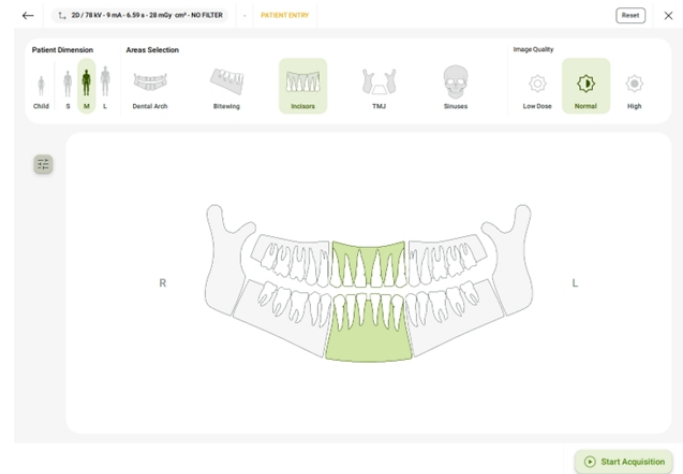 2D / 78 kV - 9 mA - 6.59 s - 28 mGy·cm² - NO FILTER - PATIENT ENTRY Reset
Patient Dimension Areas Selection Image Quality
Child S M L Dental Arch Bitewing Incisors TMJ Sinuses Low Dose Normal High
R L
Start Acquisition